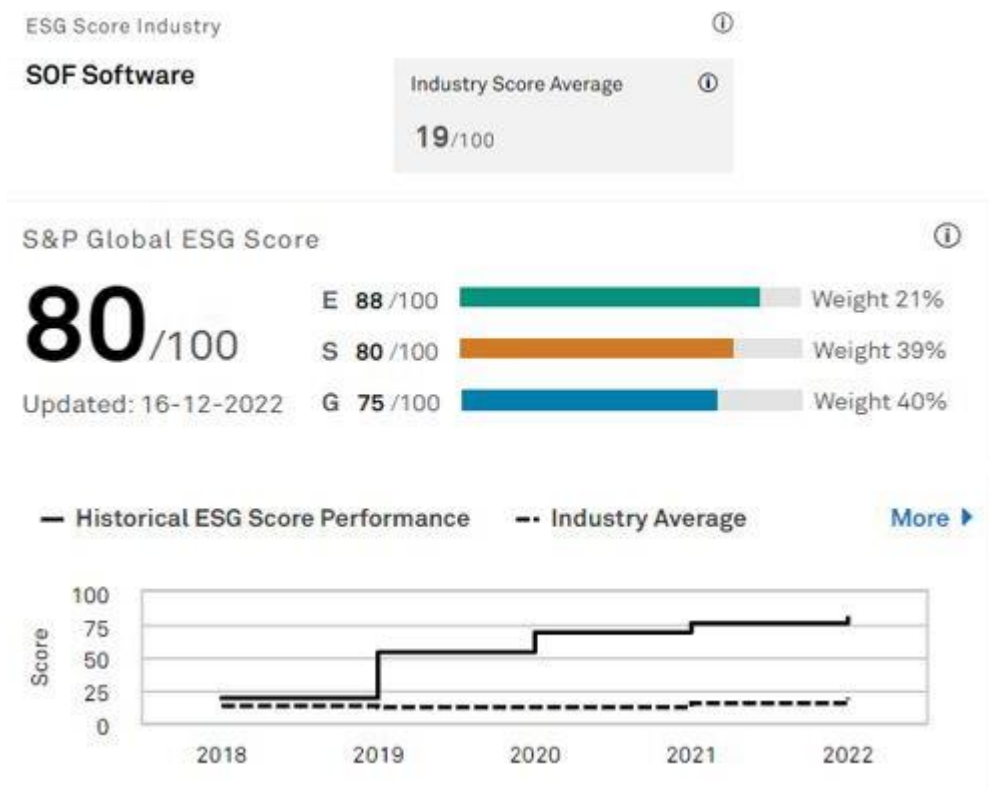 ESG Score Industry
SOF Software
Industry Score Average
19/100
S&P Global ESG Score
80/100
Updated: 16-12-2022
E 88/100 Weight 21%
S 80/100 Weight 39%
G 75/100 Weight 40%
Historical ESG Score Performance Industry Average More
Score
100
75
50
25
0
2018 2019 2020 2021 2022